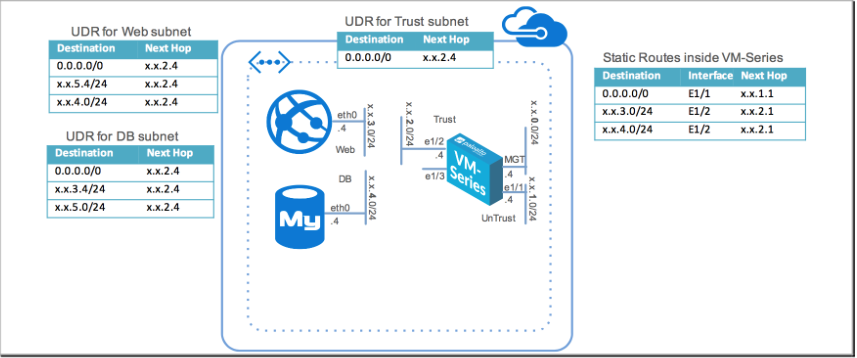 UDR for Web subnet
Destination Next Hop
0.0.0.0/0 x.x.2.4
x.x.5.4/24 x.x.2.4
x.x.4.0/24 x.x.2.4
UDR for DB subnet
Destination Next Hop
0.0.0.0/0 x.x.2.4
x.x.3.4/24 x.x.2.4
x.x.5.0/24 x.x.2.4
UDR for Trust subnet
Destination Next Hop
0.0.0.0/0 x.x.2.4
eth0
.4
x.x.3.0/24
Web
DB
eth0
.4
x.x.4.0/24
My
x.x.2.0/24
Trust
e1/2
.4
e1/3
VM-
Series
x.x.0.0/24
MGT
.4
e1/1
.4
x.x.1.0/24
UnTrust
Static Routes inside VM-Series
Destination Interface Next Hop
0.0.0.0/0 E1/1 x.x.1.1
x.x.3.0/24 E1/2 x.x.2.1
x.x.4.0/24 E1/2 x.x.2.1